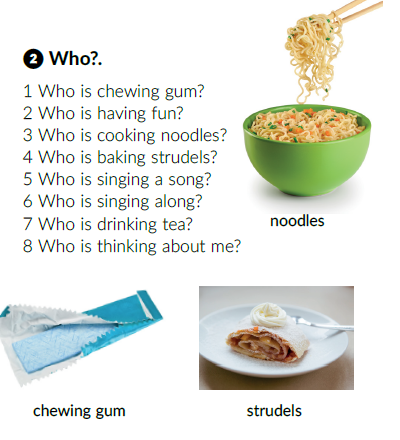 2 Who?.
1 Who is chewing gum?
2 Who is having fun?
3 Who is cooking noodles?
4 Who is baking strudels?
5 Who is singing a song?
6 Who is singing along?
7 Who is drinking tea?
8 Who is thinking about me?
noodles
chewing gum
strudels